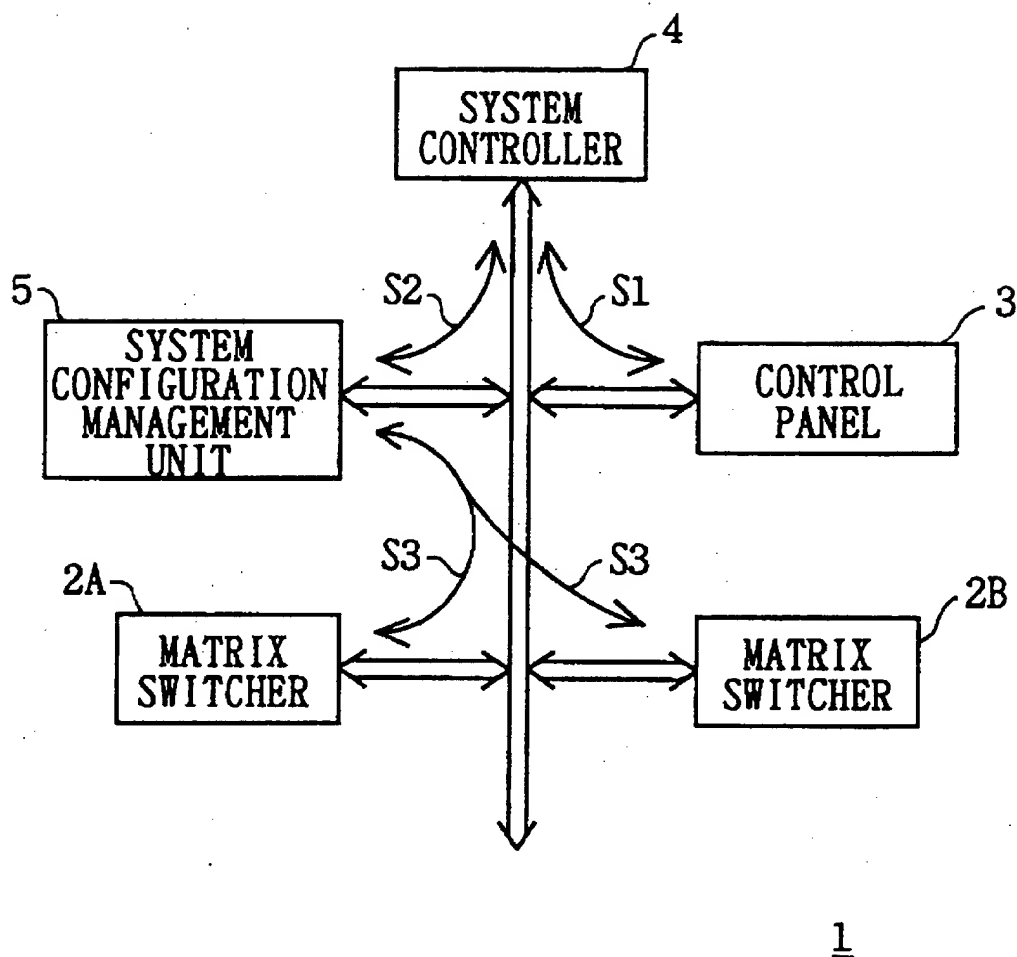 4
SYSTEM
CONTROLLER
S2
S1
5
3
SYSTEM
CONFIGURATION
MANAGEMENT
UNIT
CONTROL
PANEL
S3
S3
2A
2B
MATRIX
SWITCHER
MATRIX
SWITCHER
1